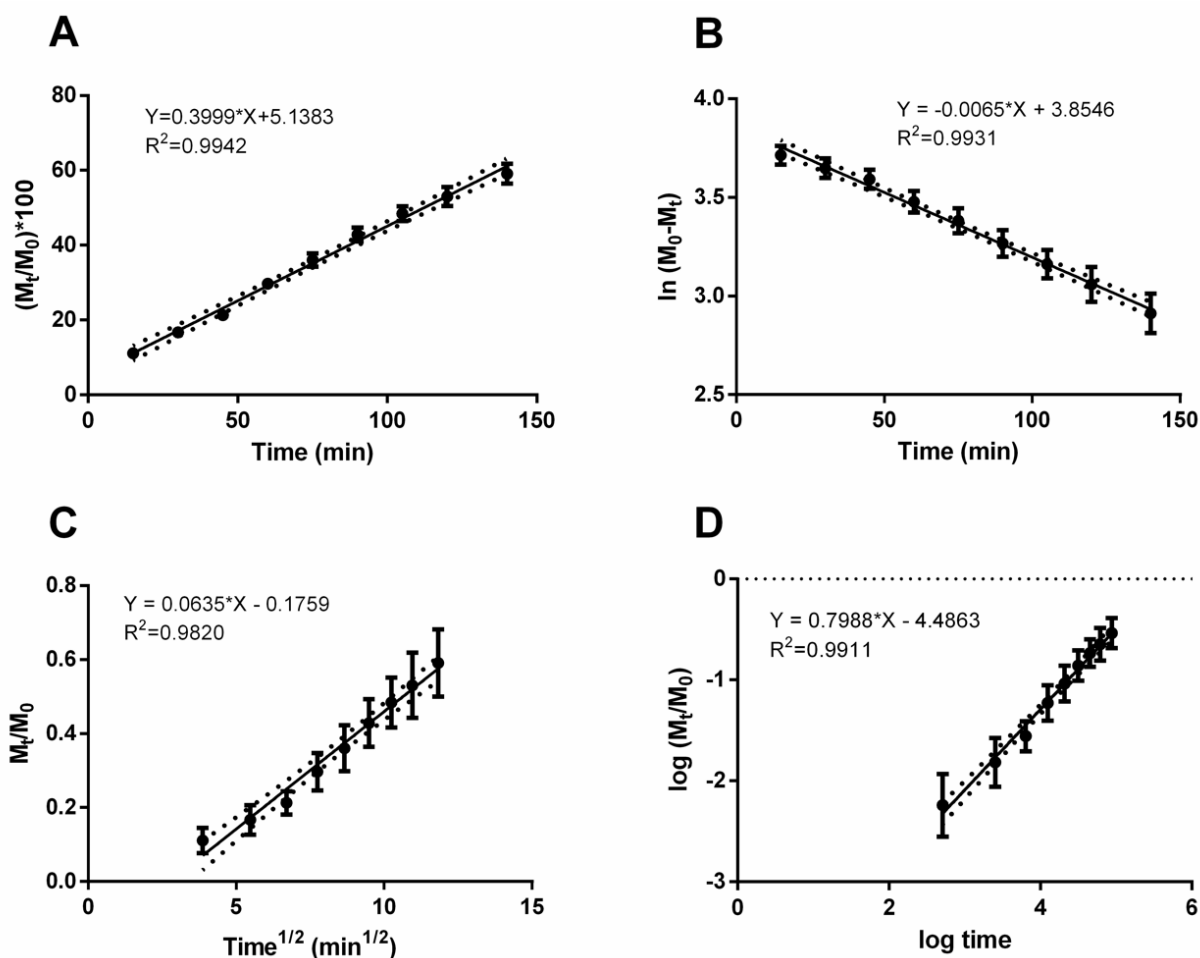 A
Y=0.3999*X+5.1383
R²=0.9942
(Mₜ/M₀)*100
80
60
40
20
0
0 50 100 150
Time (min)
B
Y = -0.0065*X + 3.8546
R²=0.9931
ln (M₀-Mₜ)
4.0
3.5
3.0
2.5
0 50 100 150
Time (min)
C
Y = 0.0635*X - 0.1759
R²=0.9820
Mₜ/M₀
0.8
0.6
0.4
0.2
0.0
0 5 10 15
Time¹/² (min¹/²)
D
Y = 0.7988*X - 4.4863
R²=0.9911
log (Mₜ/M₀)
0
-1
-2
-3
0 2 4 6
log time